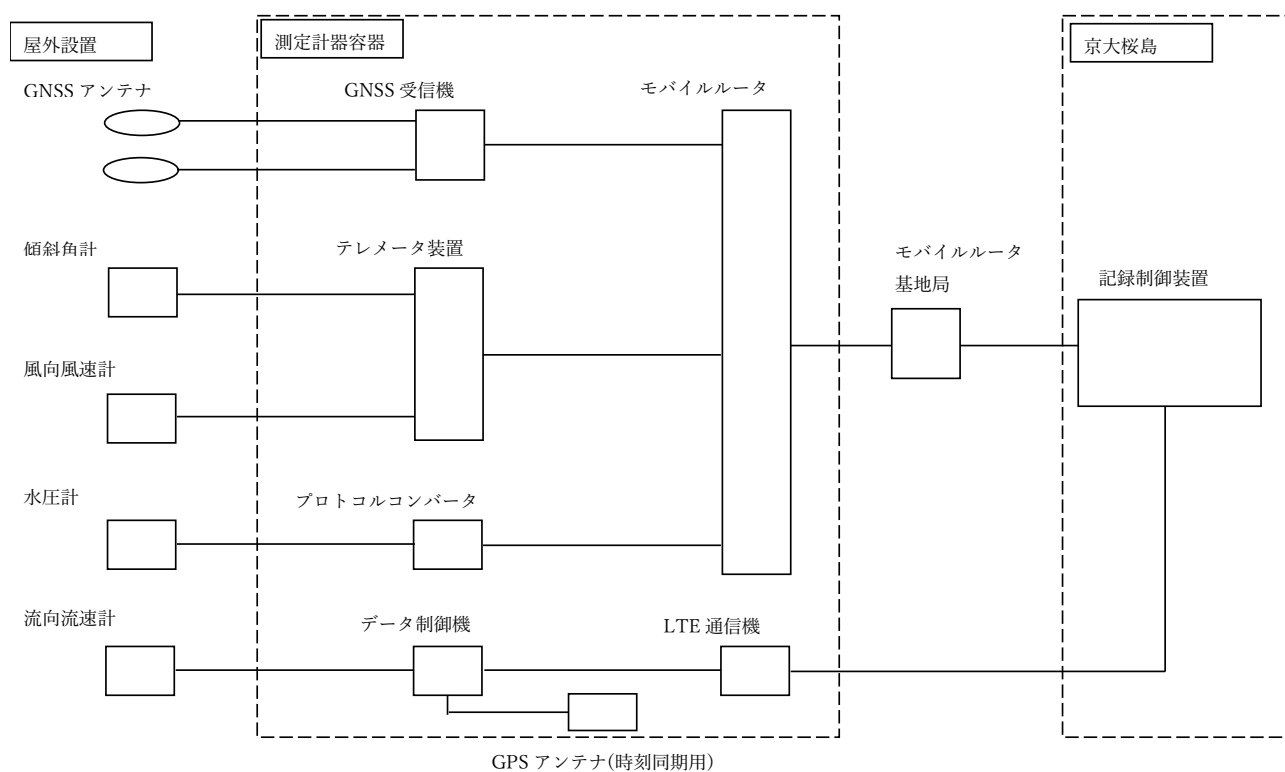 屋外設置
測定計器容器
京大桜島
GNSS アンテナ
GNSS 受信機
モバイルルータ
傾斜角計
テレメータ装置
モバイルルータ
基地局
記録制御装置
風向風速計
水圧計
プロトコルコンバータ
流向流速計
データ制御機
LTE 通信機
GPS アンテナ(時刻同期用)